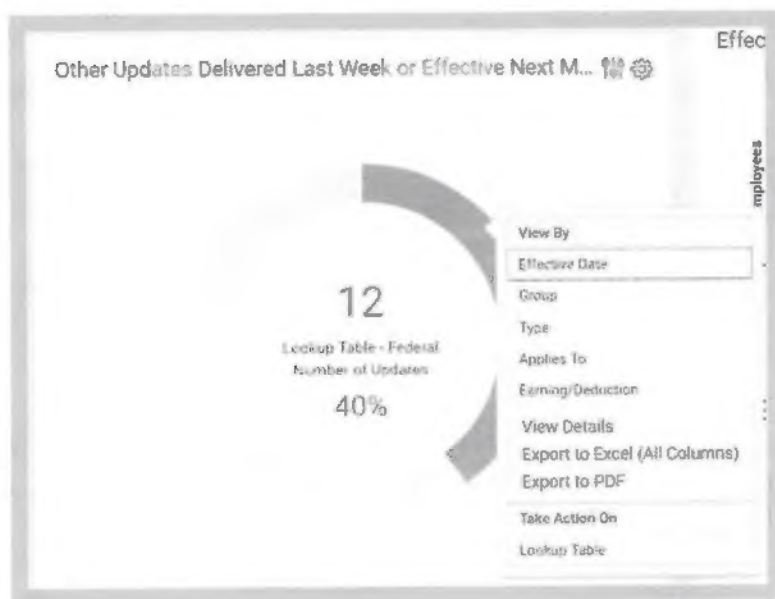 Effec
Other Updates Delivered Last Week or Effective Next M...
mployees
12
Lookup Table - Federal
Number of Updates
40%
View By
Effective Date
Group
Type
Applies To
Earning/Deduction
View Details
Export to Excel (All Columns)
Export to PDF
Take Action On
Lookup Table